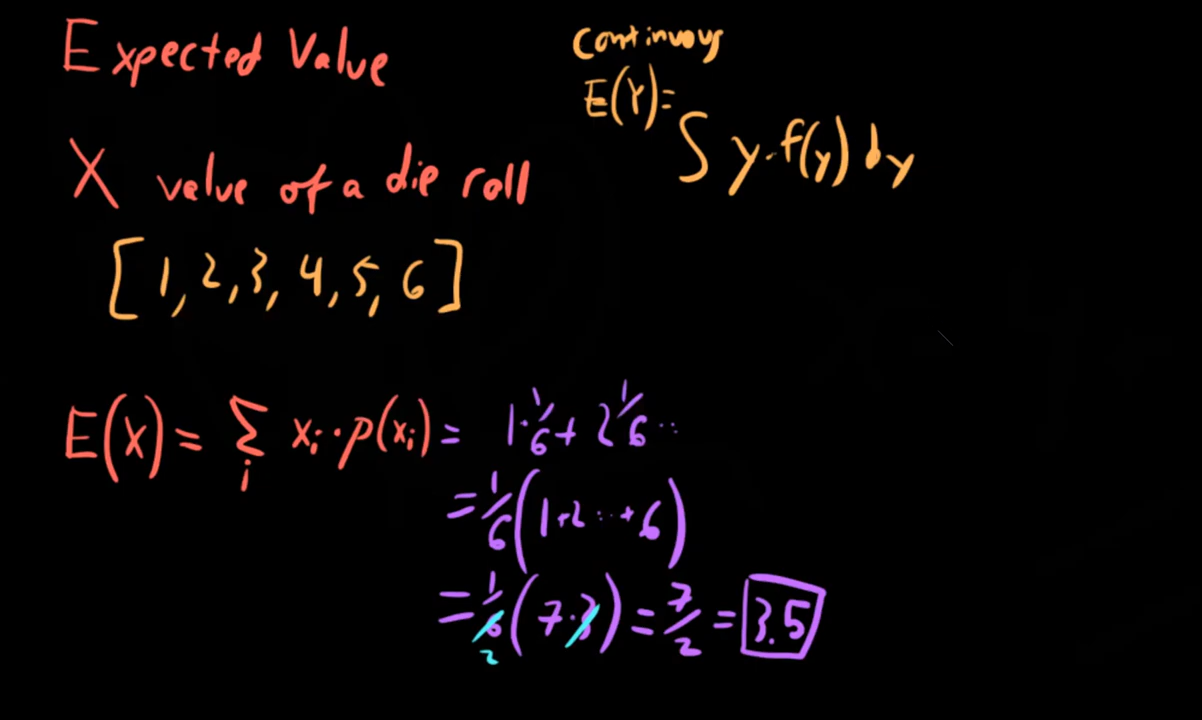 Expected Value
X value of a die roll
[1, 2, 3, 4, 5, 6]
Continuous
E(Y)=
∫ y·f(y) dy
E(X) = Σ_i x_i·p(x_i) = 1·1/6 + 2 1/6 ..
= 1/6 (1+2...+6)
= 1/6 (7·3) = 7/2 = 3.5
2